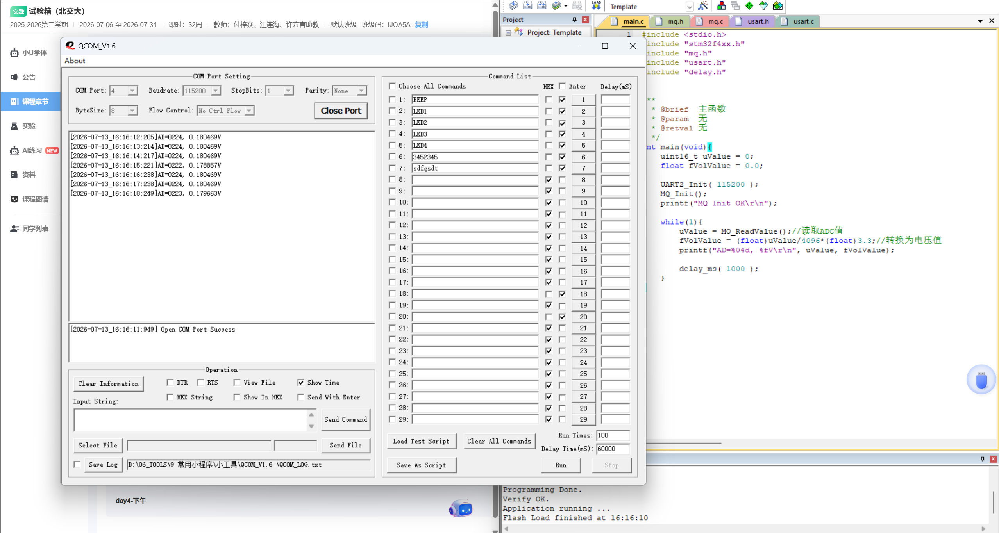 实践 试验箱（北交大）
2025-2026第二学期 2026-07-06 至 2026-07-31 课时：32周 教师：付梓焱、江连海、许方言助教 默认班级 班级码：IJOA5A 复制
小U学伴
公告
课程章节
实验
AI练习 NEW
资料
课程图谱
同学列表
QCOM_V1.6
About
COM Port Setting
COM Port: 4 Baudrate: 115200 StopBits: 1 Parity: None
ByteSize: 8 Flow Control: No Ctrl Flow Close Port
[2026-07-13_16:16:12:205]AD=0224, 0.180469V
[2026-07-13_16:16:13:214]AD=0224, 0.180469V
[2026-07-13_16:16:14:217]AD=0224, 0.180469V
[2026-07-13_16:16:15:221]AD=0222, 0.178857V
[2026-07-13_16:16:16:238]AD=0224, 0.180469V
[2026-07-13_16:16:17:238]AD=0224, 0.180469V
[2026-07-13_16:16:18:249]AD=0223, 0.179663V
[2026-07-13_16:16:11:949] Open COM Port Success
Operation
Clear Information DTR RTS View File Show Time
HEX String Show In HEX Send With Enter
Input String:
Send Command
Select File Send File
Save Log D:\06_TOOLS\9 常用小程序\小工具\QCOM_V1.6 \QCOM_LOG.txt
Command List
Choose All Commands HEX Enter Delay(mS)
1: BEEP 1
2: LED1 2
3: LED2 3
4: LED3 4
5: LED4 5
6: 3452345 6
7: sdfgsdt 7
8: 8
9: 9
10: 10
11: 11
12: 12
13: 13
14: 14
15: 15
16: 16
17: 17
18: 18
19: 19
20: 20
21: 21
22: 22
23: 23
24: 24
25: 25
26: 26
27: 27
28: 28
29: 29
Load Test Script Clear All Commands Run Times: 100
Delay Time(mS): 60000
Save As Script Run Stop
day4-下午
LOAD Template
Project
Project: Template
main.c mq.h mq.c usart.h usart.c
1 #include <stdio.h>
include "stm32f4xx.h"
include "mq.h"
include "usart.h"
include "delay.h"
**
* @brief 主函数
* @param 无
* @retval 无
*/
nt main(void){
uint16_t uValue = 0;
float fVolValue = 0.0;
UART2_Init( 115200 );
MQ_Init();
printf("MQ Init OK\r\n");
while(1){
uValue = MQ_ReadValue();//读取ADC值
fVolValue = (float)uValue/4096*(float)3.3;//转换为电压值
printf("AD=%04d, %fV\r\n", uValue, fVolValue);
delay_ms( 1000 );
}
Programming Done.
Verify OK.
Application running ...
Flash Load finished at 16:16:10